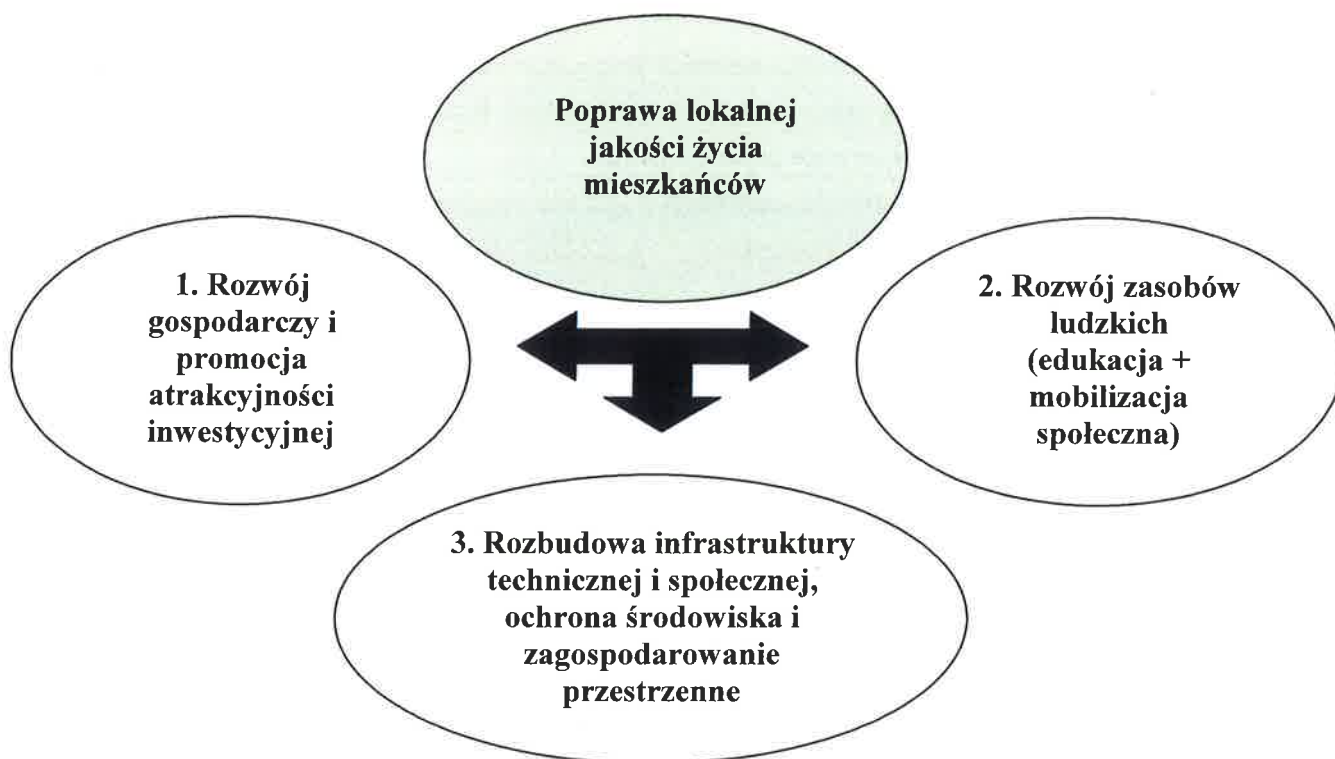 Poprawa lokalnej
jakości życia
mieszkańców
1. Rozwój
gospodarczy i
promocja
atrakcyjności
inwestycyjnej
2. Rozwój zasobów
ludzkich
(edukacja +
mobilizacja
społeczna)
3. Rozbudowa infrastruktury
technicznej i społecznej,
ochrona środowiska i
zagospodarowanie
przestrzenne